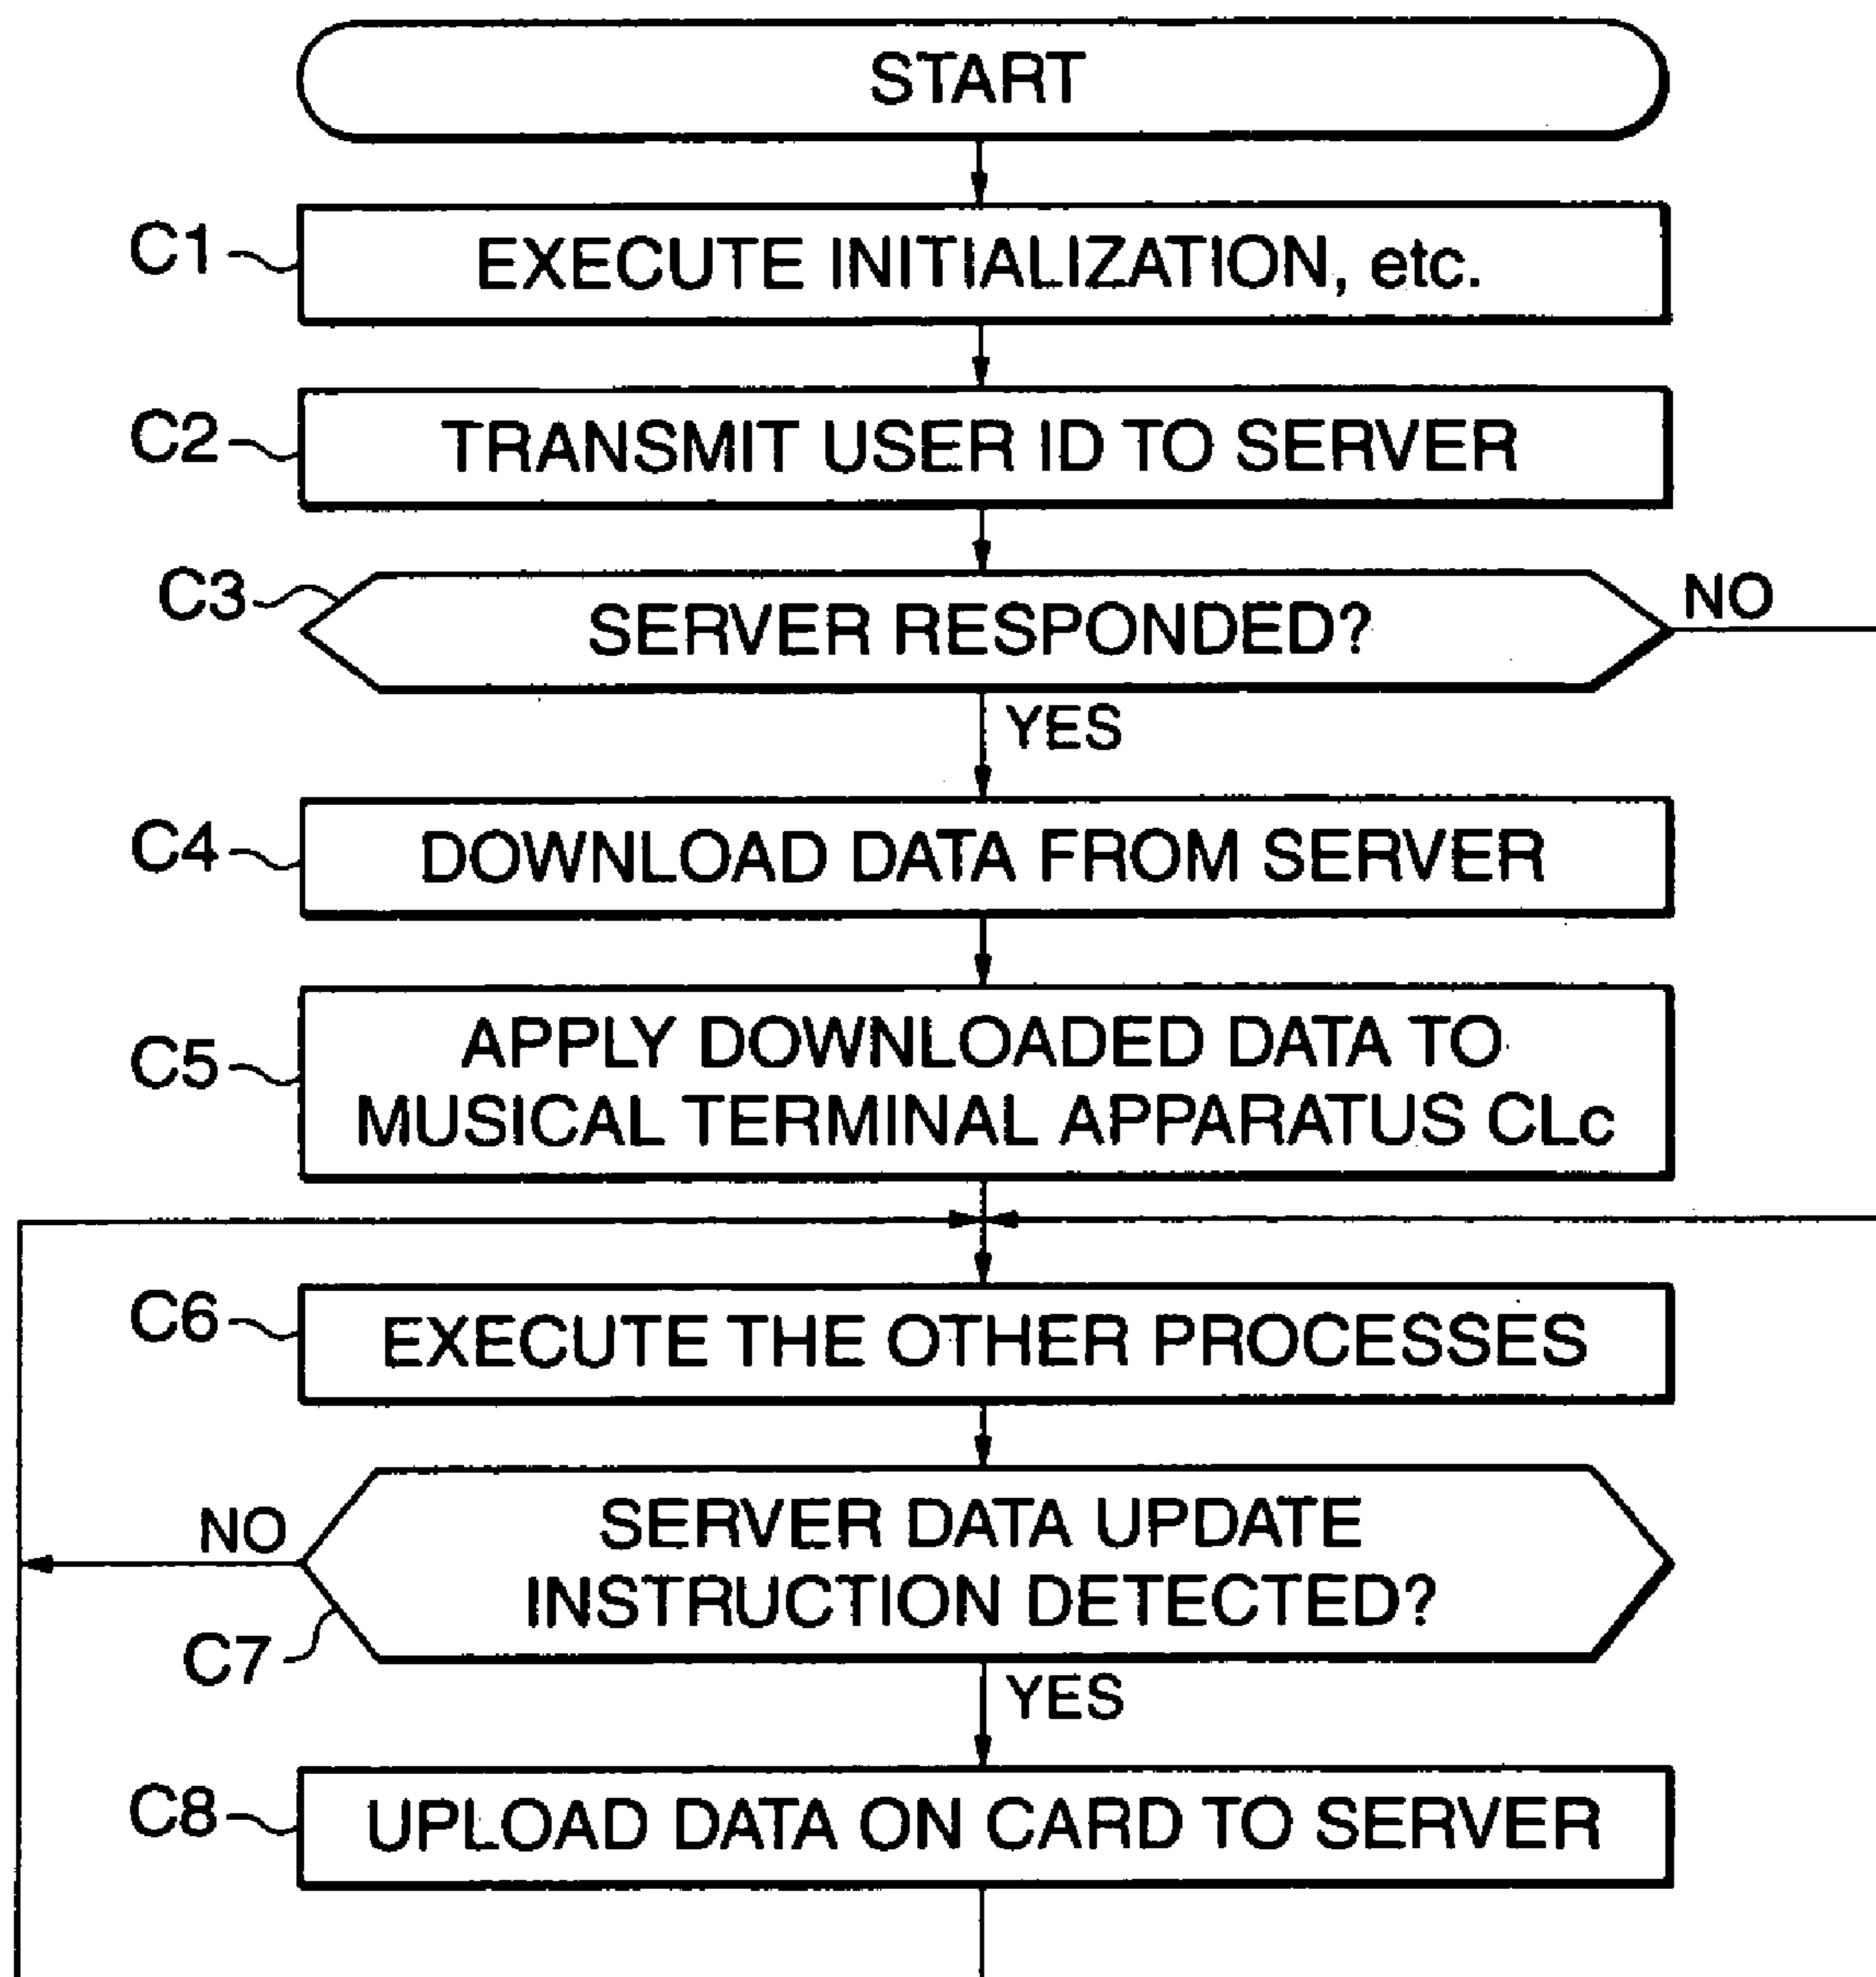 START
C1
EXECUTE INITIALIZATION, etc.
C2
TRANSMIT USER ID TO SERVER
C3
SERVER RESPONDED?
NO
YES
C4
DOWNLOAD DATA FROM SERVER
C5
APPLY DOWNLOADED DATA TO
MUSICAL TERMINAL APPARATUS CLc
C6
EXECUTE THE OTHER PROCESSES
NO
SERVER DATA UPDATE
INSTRUCTION DETECTED?
C7
YES
C8
UPLOAD DATA ON CARD TO SERVER